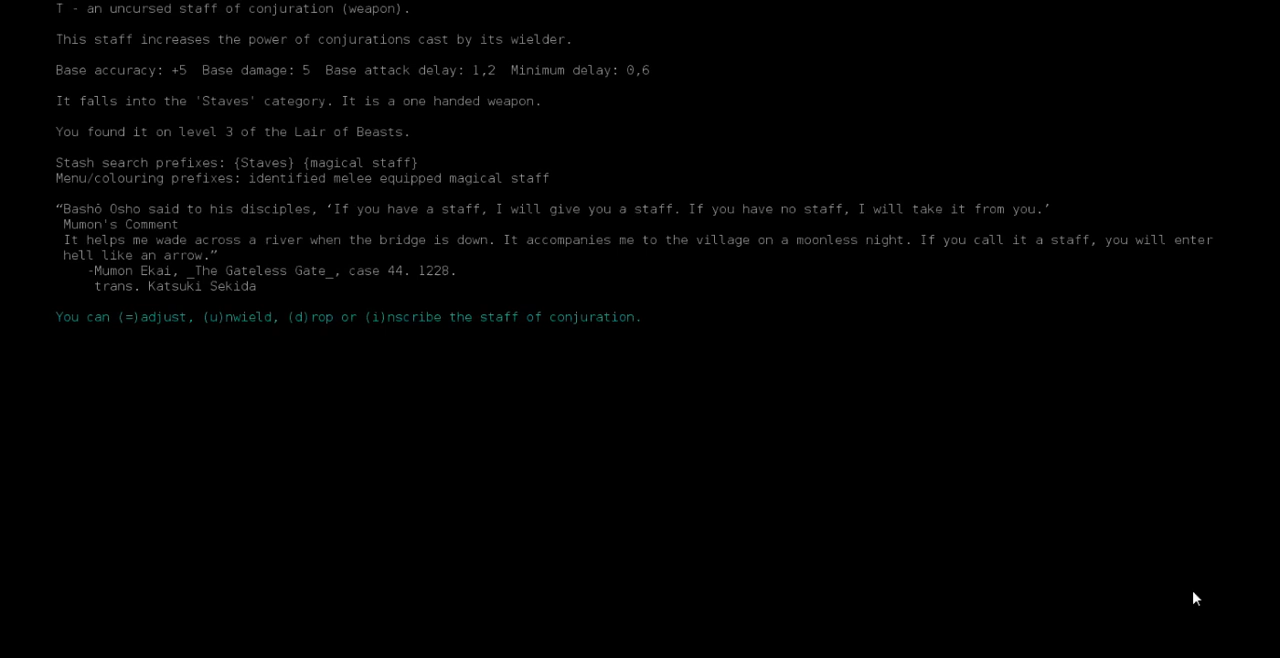 T - an uncursed staff of conjuration (weapon).
This staff increases the power of conjurations cast by its wielder.
Base accuracy: +5  Base damage: 5  Base attack delay: 1,2  Minimum delay: 0,6
It falls into the 'Staves' category. It is a one handed weapon.
You found it on level 3 of the Lair of Beasts.
Stash search prefixes: {Staves} {magical staff}
Menu/colouring prefixes: identified melee equipped magical staff
“Bashō Osho said to his disciples, ‘If you have a staff, I will give you a staff. If you have no staff, I will take it from you.’
Mumon's Comment
It helps me wade across a river when the bridge is down. It accompanies me to the village on a moonless night. If you call it a staff, you will enter
hell like an arrow.”
-Mumon Ekai, _The Gateless Gate_, case 44. 1228.
trans. Katsuki Sekida
You can (=)adjust, (u)nwield, (d)rop or (i)nscribe the staff of conjuration.